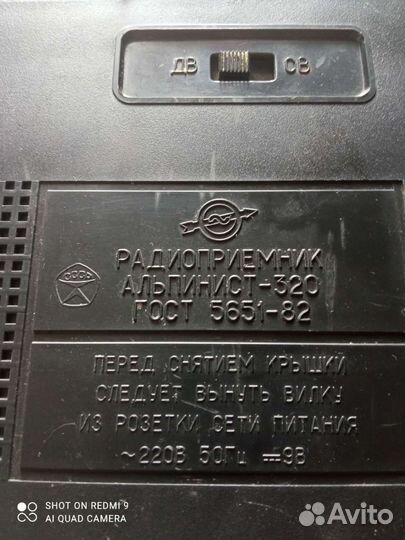 ДВ СВ
РАДИОПРИЕМНИК
АЛЬПИНИСТ-320
ГОСТ 5651-82
ПЕРЕД СНЯТИЕМ КРЫШКИ
СЛЕДУЕТ ВЫНУТЬ ВИЛКУ
ИЗ РОЗЕТКИ СЕТИ ПИТАНИЯ
~220В 50Гц ⎓9В
SHOT ON REDMI 9
AI QUAD CAMERA
Avito